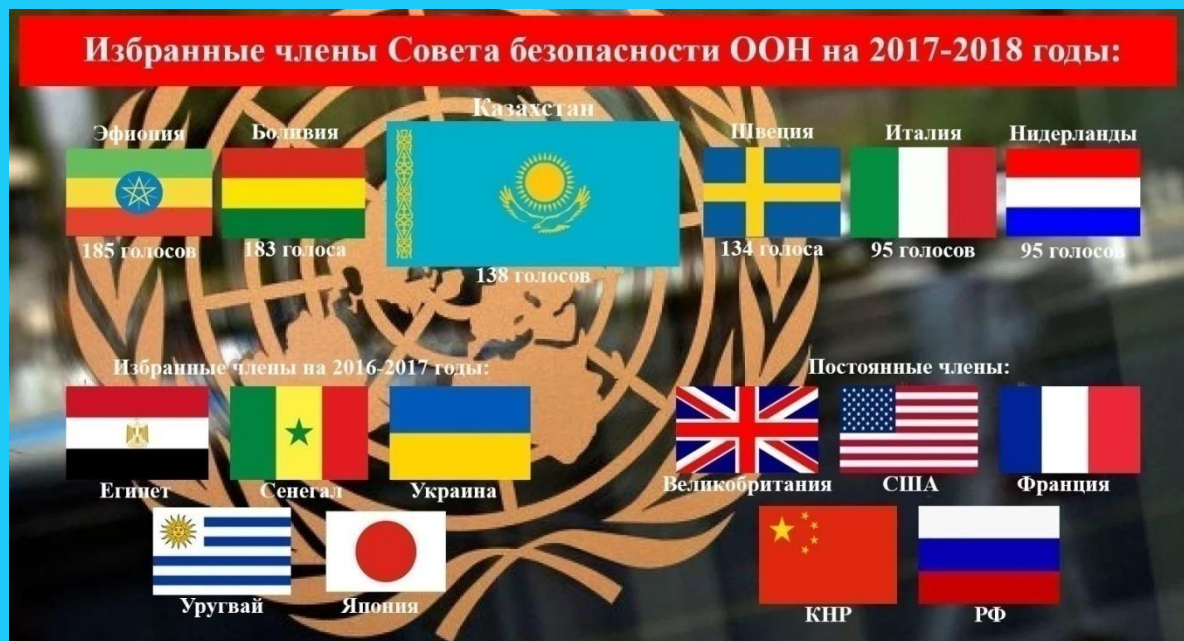 Избранные члены Совета безопасности ООН на 2017-2018 годы:
Казахстан
Эфиопия
Боливия
Швеция
Италия
Нидерланды
185 голосов
183 голоса
138 голосов
134 голоса
95 голосов
95 голосов
Избранные члены на 2016-2017 годы:
Постоянные члены:
Египет
Сенегал
Украина
Великобритания
США
Франция
Уругвай
Япония
КНР
РФ